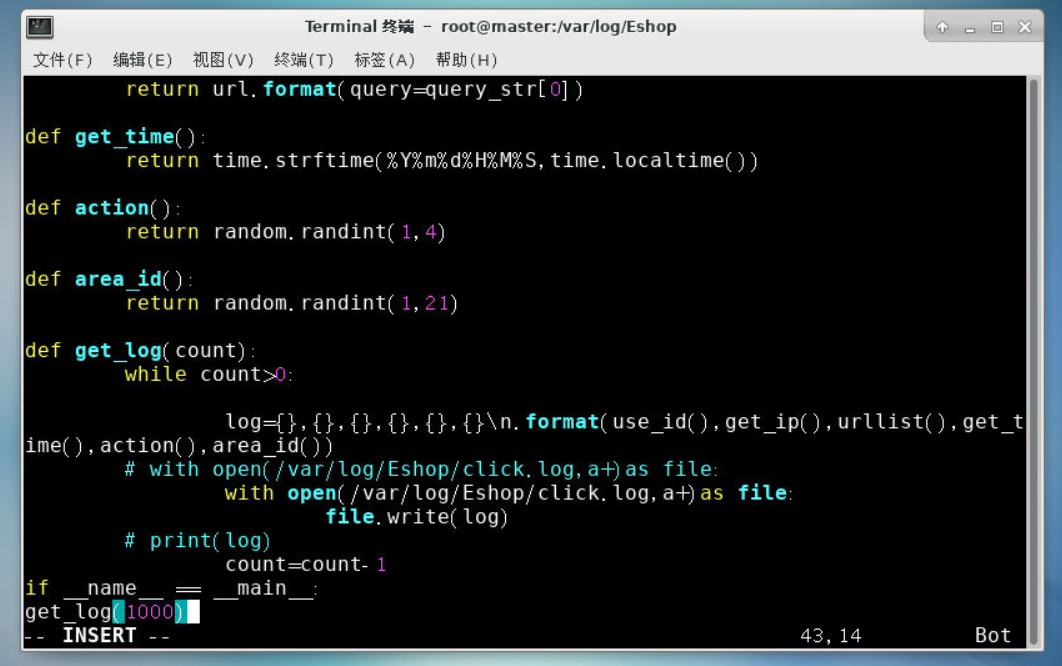 Terminal 终端 - root@master:/var/log/Eshop
文件(F) 编辑(E) 视图(V) 终端(T) 标签(A) 帮助(H)
        return url.format(query=query_str[0])

def get_time():
        return time.strftime(%Y%m%d%H%M%S,time.localtime())

def action():
        return random.randint(1,4)

def area_id():
        return random.randint(1,21)

def get_log(count):
        while count>0:

                log={},{},{},{},{},{}\n.format(use_id(),get_ip(),urllist(),get_t
ime(),action(),area_id())
        # with open(/var/log/Eshop/click.log,a+)as file:
                with open(/var/log/Eshop/click.log,a+)as file:
                        file.write(log)
        # print(log)
                count=count-1
if __name__ == __main__:
get_log(1000)
-- INSERT -- 43,14 Bot